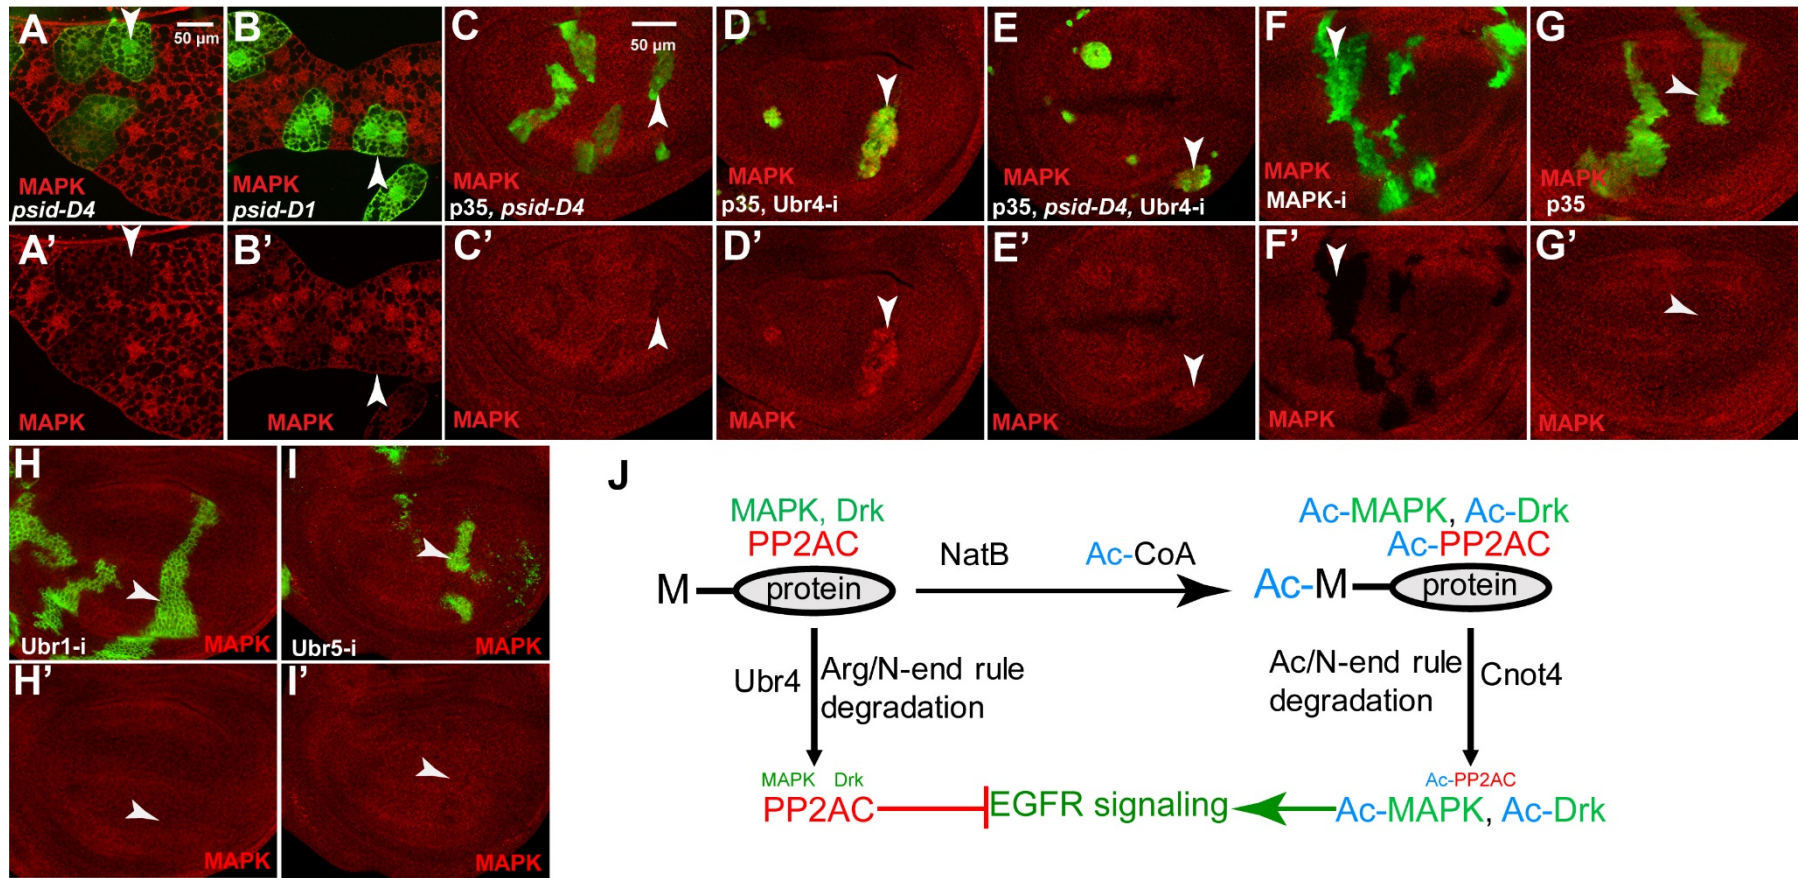 A
50 µm
MAPK
psid-D4
B
MAPK
psid-D1
C
50 µm
MAPK
p35, psid-D4
D
MAPK
p35, Ubr4-i
E
MAPK
p35, psid-D4, Ubr4-i
F
MAPK
MAPK-i
G
MAPK
p35
A'
MAPK
B'
MAPK
C'
MAPK
D'
MAPK
E'
MAPK
F'
MAPK
G'
MAPK
H
Ubr1-i
MAPK
I
Ubr5-i
MAPK
H'
MAPK
I'
MAPK
J
MAPK, Drk
PP2AC
M
protein
NatB
Ac-CoA
Ac-MAPK, Ac-Drk
Ac-PP2AC
Ac-M
protein
Ubr4
Arg/N-end rule
degradation
Ac/N-end rule
degradation
Cnot4
MAPK Drk
PP2AC
EGFR signaling
Ac-PP2AC
Ac-MAPK, Ac-Drk